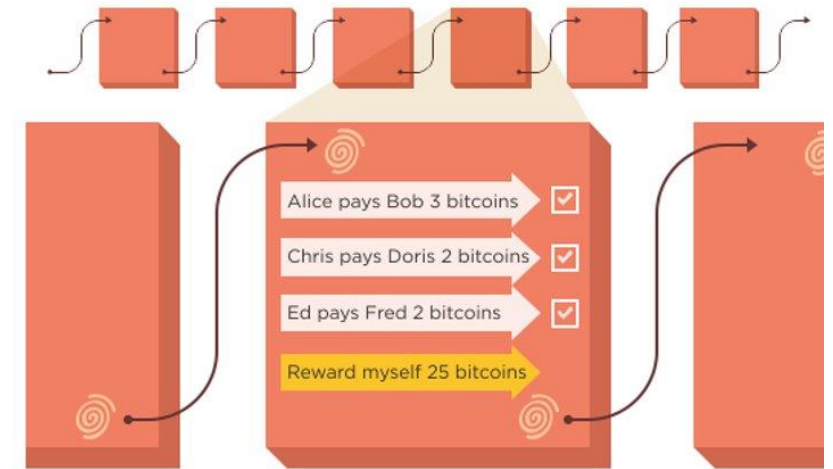 Alice pays Bob 3 bitcoins
Chris pays Doris 2 bitcoins
Ed pays Fred 2 bitcoins
Reward myself 25 bitcoins